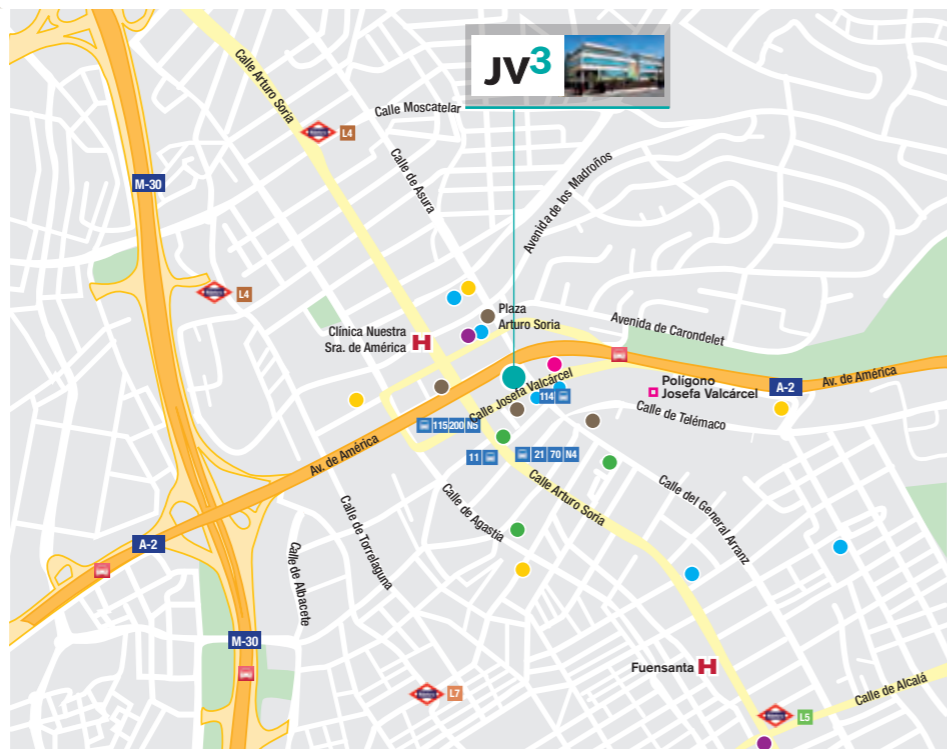 JV3
Calle Arturo Soria
Calle Moscatelar
L4
Calle de Asura
Avenida de los Madroños
M-30
L4
Plaza
Arturo Soria
Clínica Nuestra
Sra. de América
H
Avenida de Carondelet
Av. de América
A-2
Polígono
Josefa Valcárcel
Calle Josefa Valcárcel
114
Calle de Telémaco
115 200 N5
11
21 70 N4
Av. de América
Calle Arturo Soria
Calle del General Arranz
Calle de Agastia
Calle de Torrelaguna
A-2
Calle de Albacete
M-30
Fuensanta H
L7
Calle de Alcalá
L5